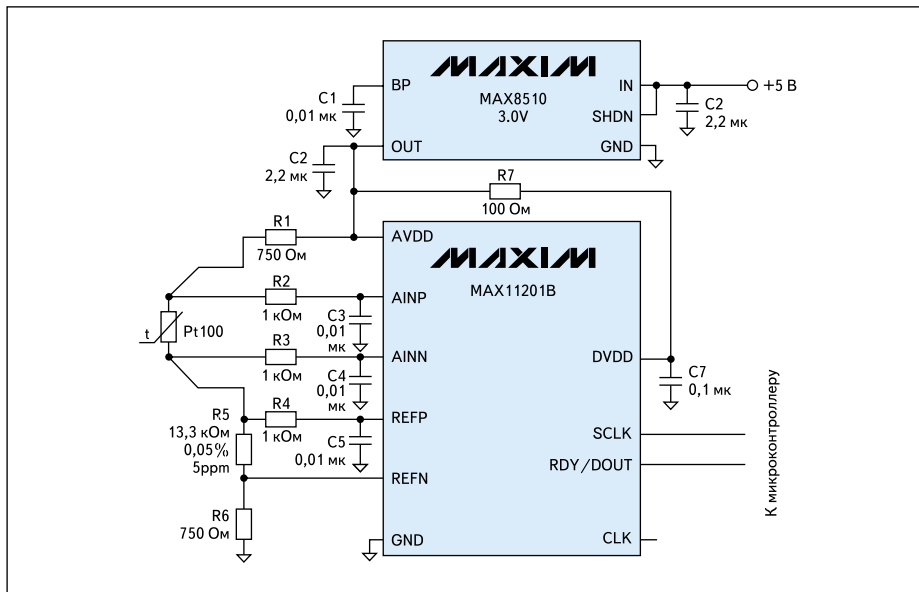 MAXIM
MAX8510
3.0V
BP
IN
SHDN
OUT
GND
C1
0,01 мк
+5 В
C2
2,2 мк
C2
2,2 мк
R7
100 Ом
MAXIM
MAX11201B
AVDD
AINP
AINN
REFP
REFN
GND
DVDD
SCLK
RDY/DOUT
CLK
R1
750 Ом
R2
1 кОм
C3
0,01
мк
t
Pt100
R3
1 кОм
C4
0,01
мк
R4
1 кОм
C5
0,01 мк
R5
13,3 кОм
0,05%
5ppm
R6
750 Ом
C7
0,1 мк
К микроконтроллеру